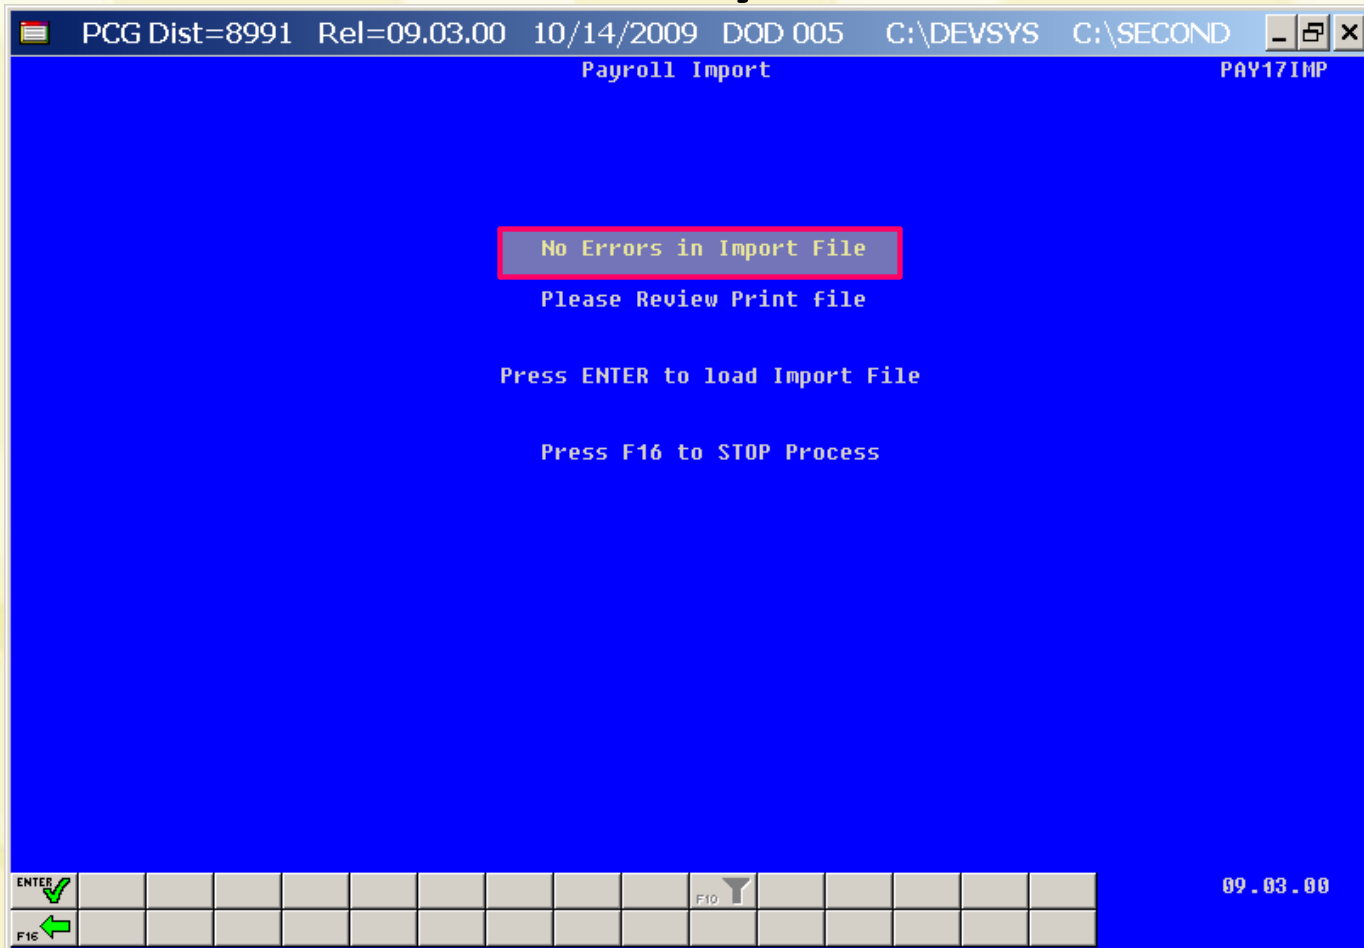 PCG Dist=8991 Rel=09.03.00 10/14/2009 DOD 005 C:\DEVSYS C:\SECOND
Payroll Import PAY17IMP
No Errors in Import File
Please Review Print file
Press ENTER to load Import File
Press F16 to STOP Process
ENTER F10 09.03.00
F16